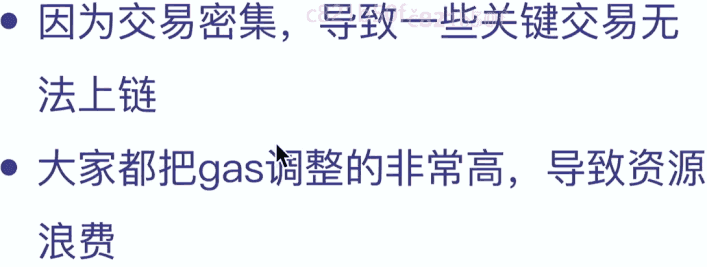 • 因为交易密集，导致一些关键交易无
法上链
• 大家都把gas调整的非常高，导致资源
浪费